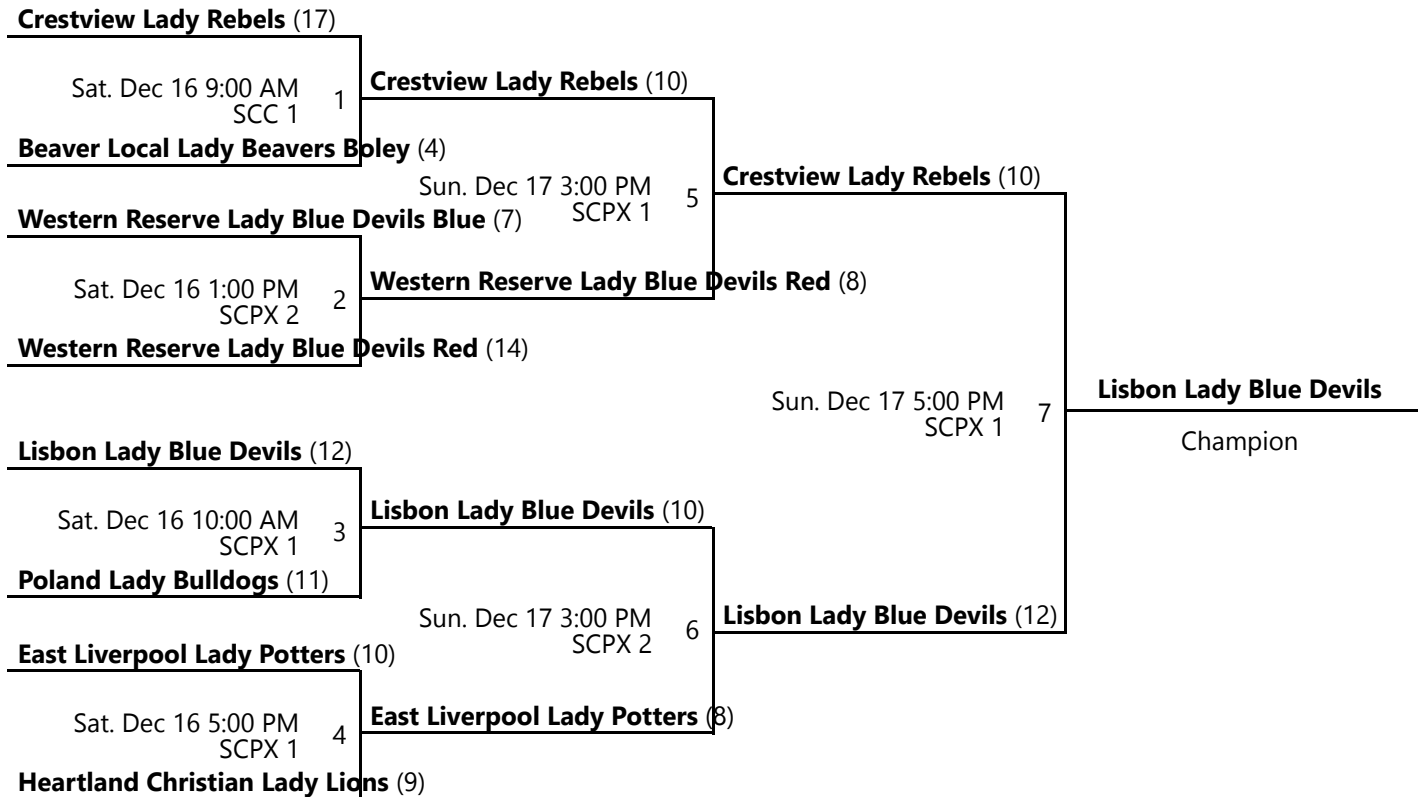 Crestview Lady Rebels (17)
Sat. Dec 16 9:00 AM
SCC 1
1
Beaver Local Lady Beavers Boley (4)
Crestview Lady Rebels (10)
Western Reserve Lady Blue Devils Blue (7)
Sat. Dec 16 1:00 PM
SCPX 2
2
Western Reserve Lady Blue Devils Red (14)
Sun. Dec 17 3:00 PM
SCPX 1
5
Western Reserve Lady Blue Devils Red (8)
Crestview Lady Rebels (10)
Lisbon Lady Blue Devils (12)
Sat. Dec 16 10:00 AM
SCPX 1
3
Poland Lady Bulldogs (11)
Lisbon Lady Blue Devils (10)
East Liverpool Lady Potters (10)
Sat. Dec 16 5:00 PM
SCPX 1
4
Heartland Christian Lady Lions (9)
Sun. Dec 17 3:00 PM
SCPX 2
6
East Liverpool Lady Potters (8)
Lisbon Lady Blue Devils (12)
Sun. Dec 17 5:00 PM
SCPX 1
7
Lisbon Lady Blue Devils
Champion